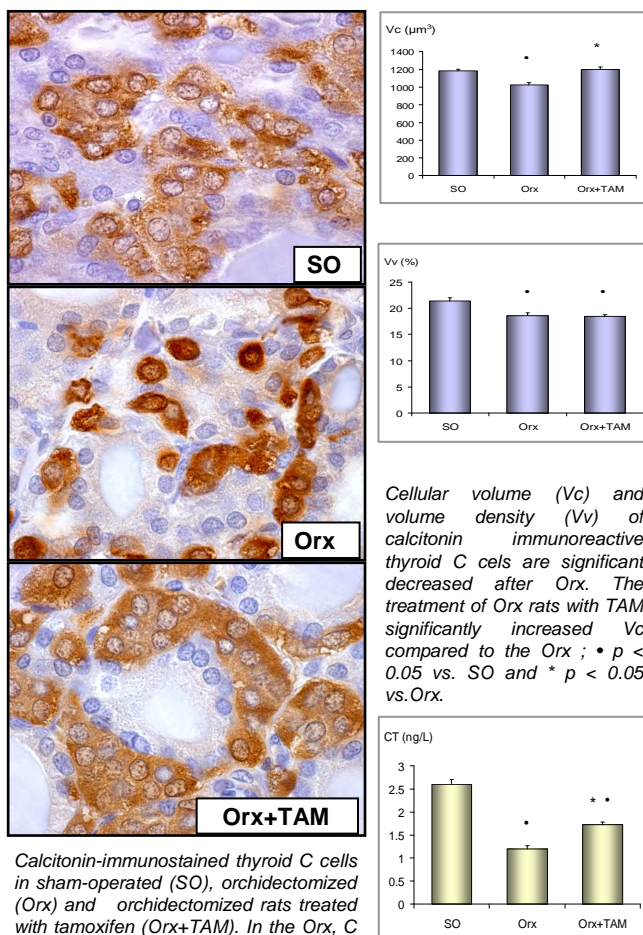 SO
Orx
Orx+TAM
Calcitonin-immunostained thyroid C cells
in sham-operated (SO), orchidectomized
(Orx) and orchidectomized rats treated
with tamoxifen (Orx+TAM). In the Orx, C
Vc (µm³)
1400
1200
1000
800
600
400
200
0
• *
SO Orx Orx+TAM
Vv (%)
25
20
15
10
5
0
• •
SO Orx Orx+TAM
Cellular volume (Vc) and
volume density (Vv) of
calcitonin immunoreactive
thyroid C cels are significant
decreased after Orx. The
treatment of Orx rats with TAM
significantly increased Vc
compared to the Orx ; • p <
0.05 vs. SO and * p < 0.05
vs.Orx.
CT (ng/L)
3
2.5
2
1.5
1
0.5
0
• * •
SO Orx Orx+TAM